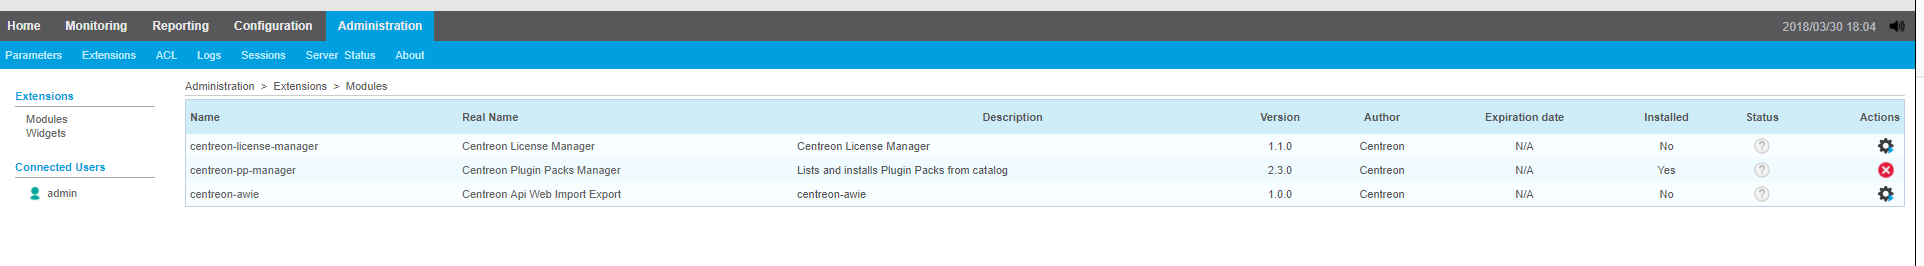 Home Monitoring Reporting Configuration Administration 2018/03/30 18:04
Parameters Extensions ACL Logs Sessions Server Status About
Extensions
Modules
Widgets
Connected Users
admin
Administration > Extensions > Modules
Name Real Name Description Version Author Expiration date Installed Status Actions
centreon-license-manager Centreon License Manager Centreon License Manager 1.1.0 Centreon N/A No ?
centreon-pp-manager Centreon Plugin Packs Manager Lists and installs Plugin Packs from catalog 2.3.0 Centreon N/A Yes ?
centreon-awie Centreon Api Web Import Export centreon-awie 1.0.0 Centreon N/A No ?